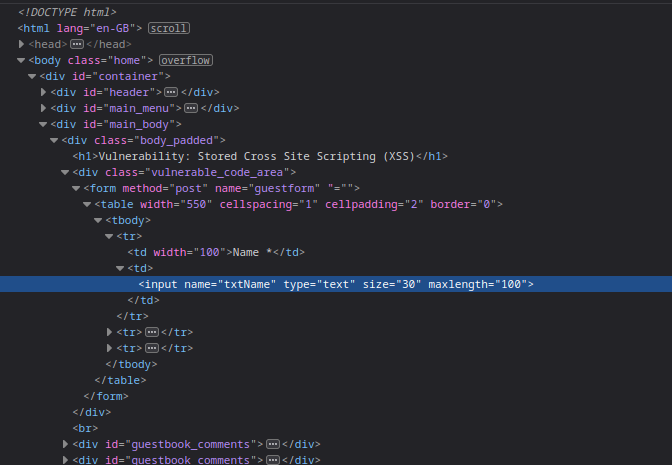 <!DOCTYPE html>
<html lang="en-GB"> scroll
<head> ··· </head>
<body class="home"> overflow
<div id="container">
<div id="header"> ··· </div>
<div id="main_menu"> ··· </div>
<div id="main_body">
<div class="body_padded">
<h1>Vulnerability: Stored Cross Site Scripting (XSS)</h1>
<div class="vulnerable_code_area">
<form method="post" name="guestform" "="">
<table width="550" cellspacing="1" cellpadding="2" border="0">
<tbody>
<tr>
<td width="100">Name *</td>
<td>
<input name="txtName" type="text" size="30" maxlength="100">
</td>
</tr>
<tr> ··· </tr>
<tr> ··· </tr>
</tbody>
</table>
</form>
</div>
<br>
<div id="guestbook_comments"> ··· </div>
<div id="guestbook_comments"> ··· </div>